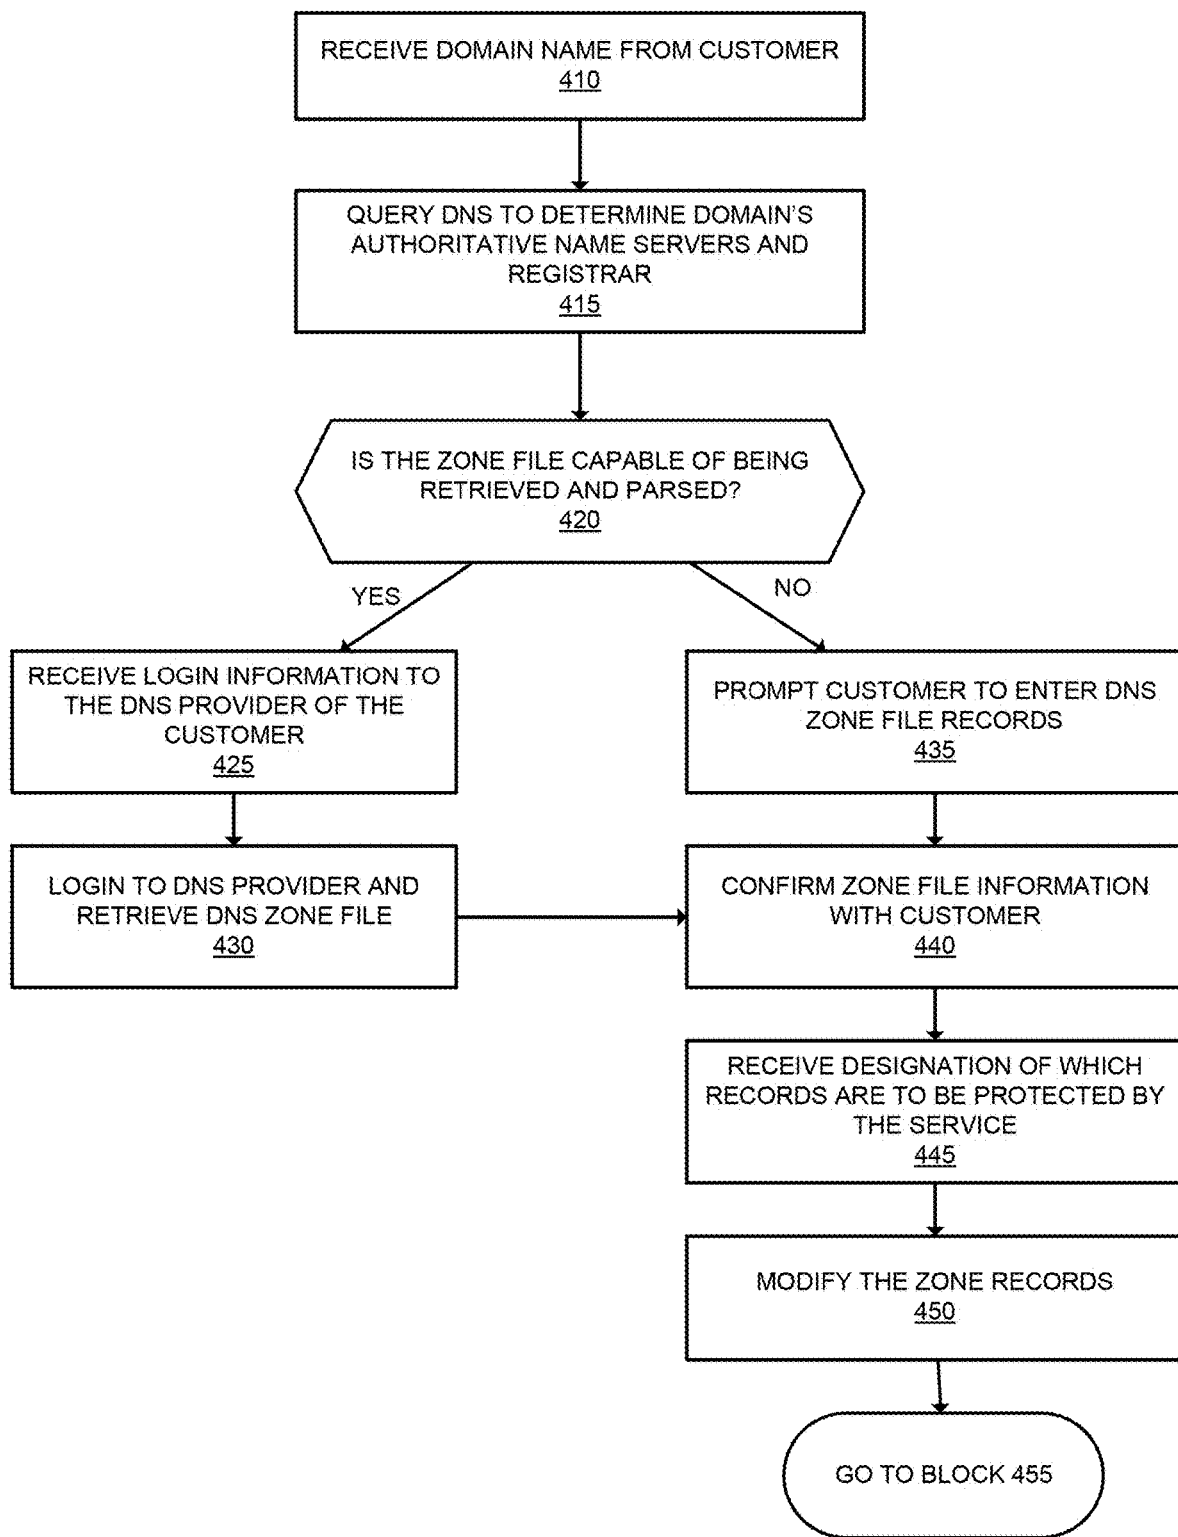 RECEIVE DOMAIN NAME FROM CUSTOMER
410
QUERY DNS TO DETERMINE DOMAIN'S
AUTHORITATIVE NAME SERVERS AND
REGISTRAR
415
IS THE ZONE FILE CAPABLE OF BEING
RETRIEVED AND PARSED?
420
YES
NO
RECEIVE LOGIN INFORMATION TO
THE DNS PROVIDER OF THE
CUSTOMER
425
PROMPT CUSTOMER TO ENTER DNS
ZONE FILE RECORDS
435
LOGIN TO DNS PROVIDER AND
RETRIEVE DNS ZONE FILE
430
CONFIRM ZONE FILE INFORMATION
WITH CUSTOMER
440
RECEIVE DESIGNATION OF WHICH
RECORDS ARE TO BE PROTECTED BY
THE SERVICE
445
MODIFY THE ZONE RECORDS
450
GO TO BLOCK 455